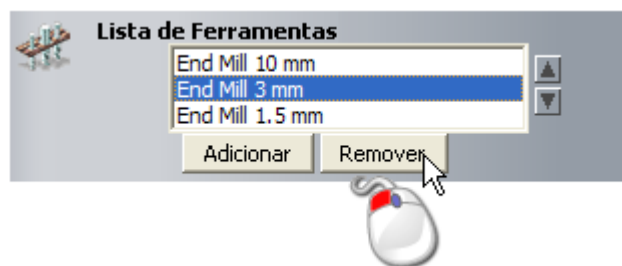 Lista de Ferramentas
End Mill 10 mm
End Mill 3 mm
End Mill 1.5 mm
Adicionar Remover